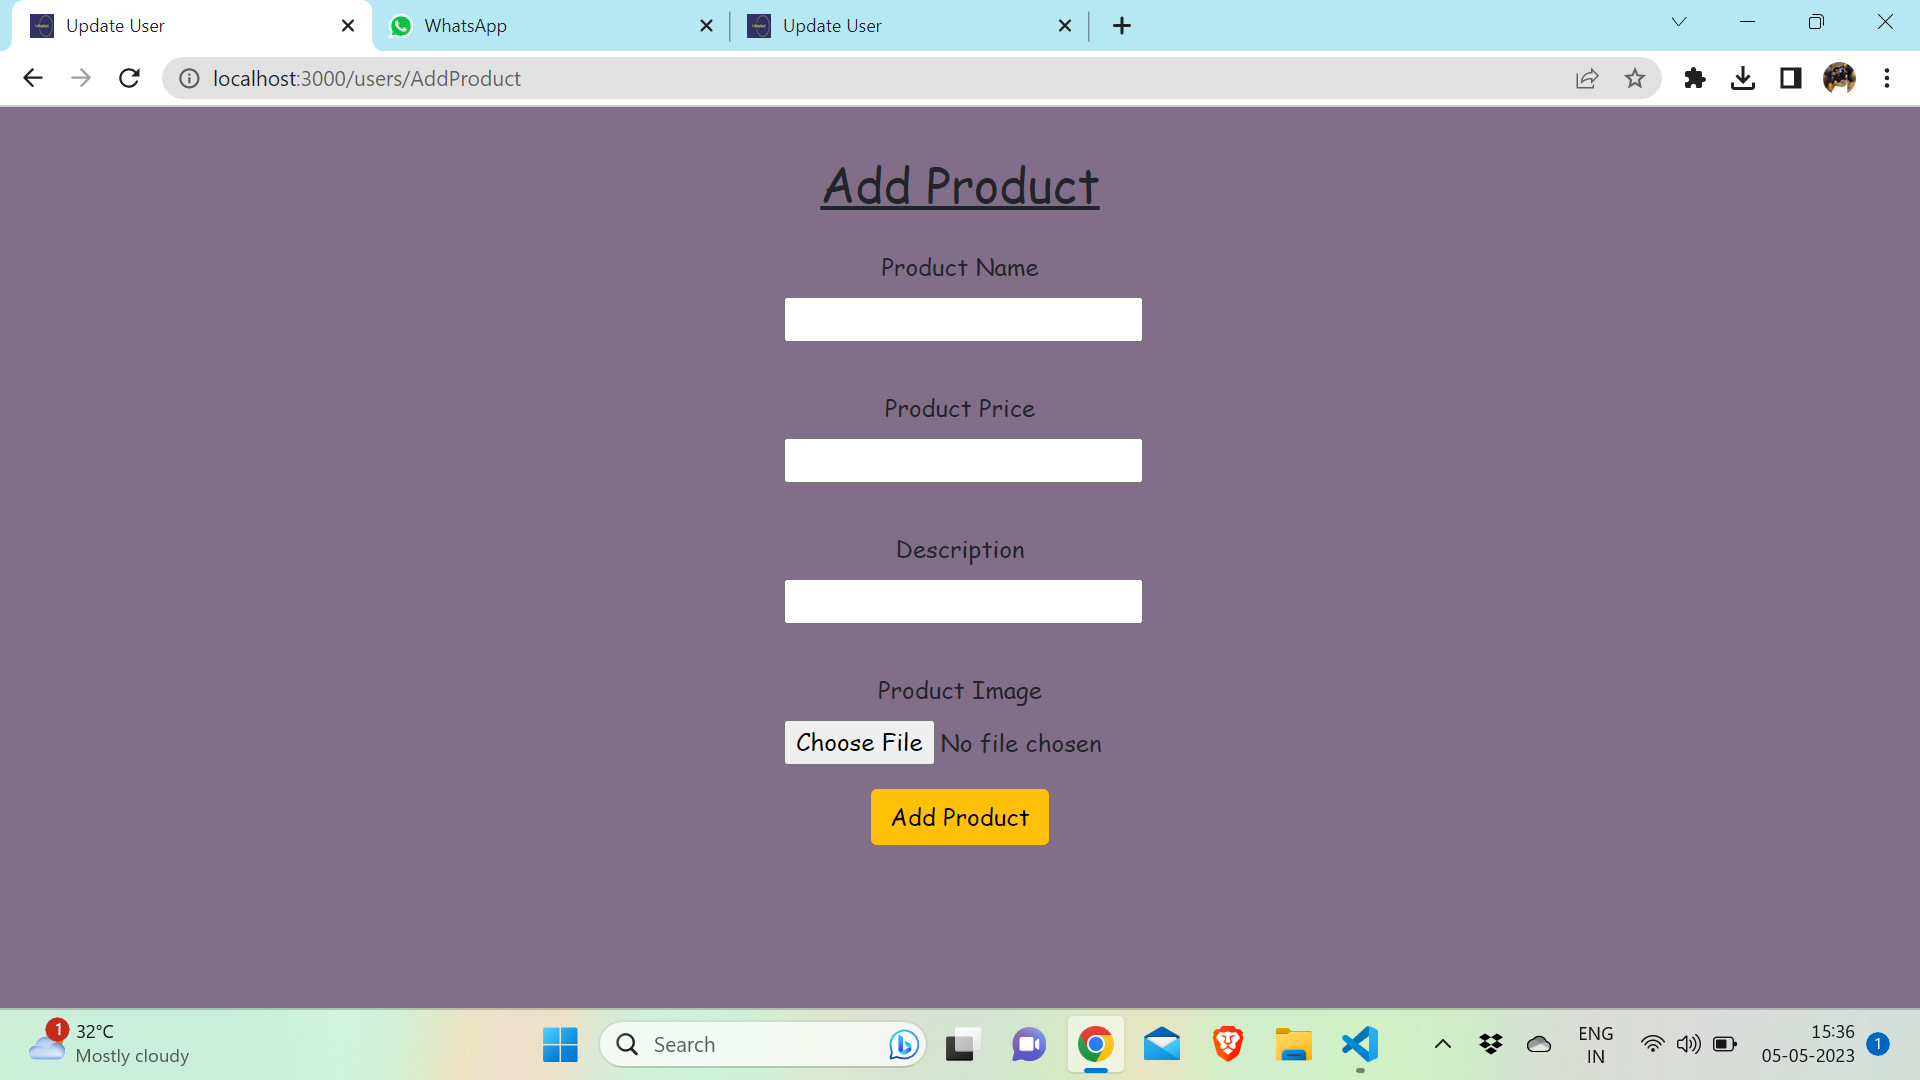 Update User
WhatsApp
Update User
localhost:3000/users/AddProduct
Add Product
Product Name
Product Price
Description
Product Image
Choose File No file chosen
Add Product
1
32°C
Mostly cloudy
Search
ENG
IN
15:36
05-05-2023
1